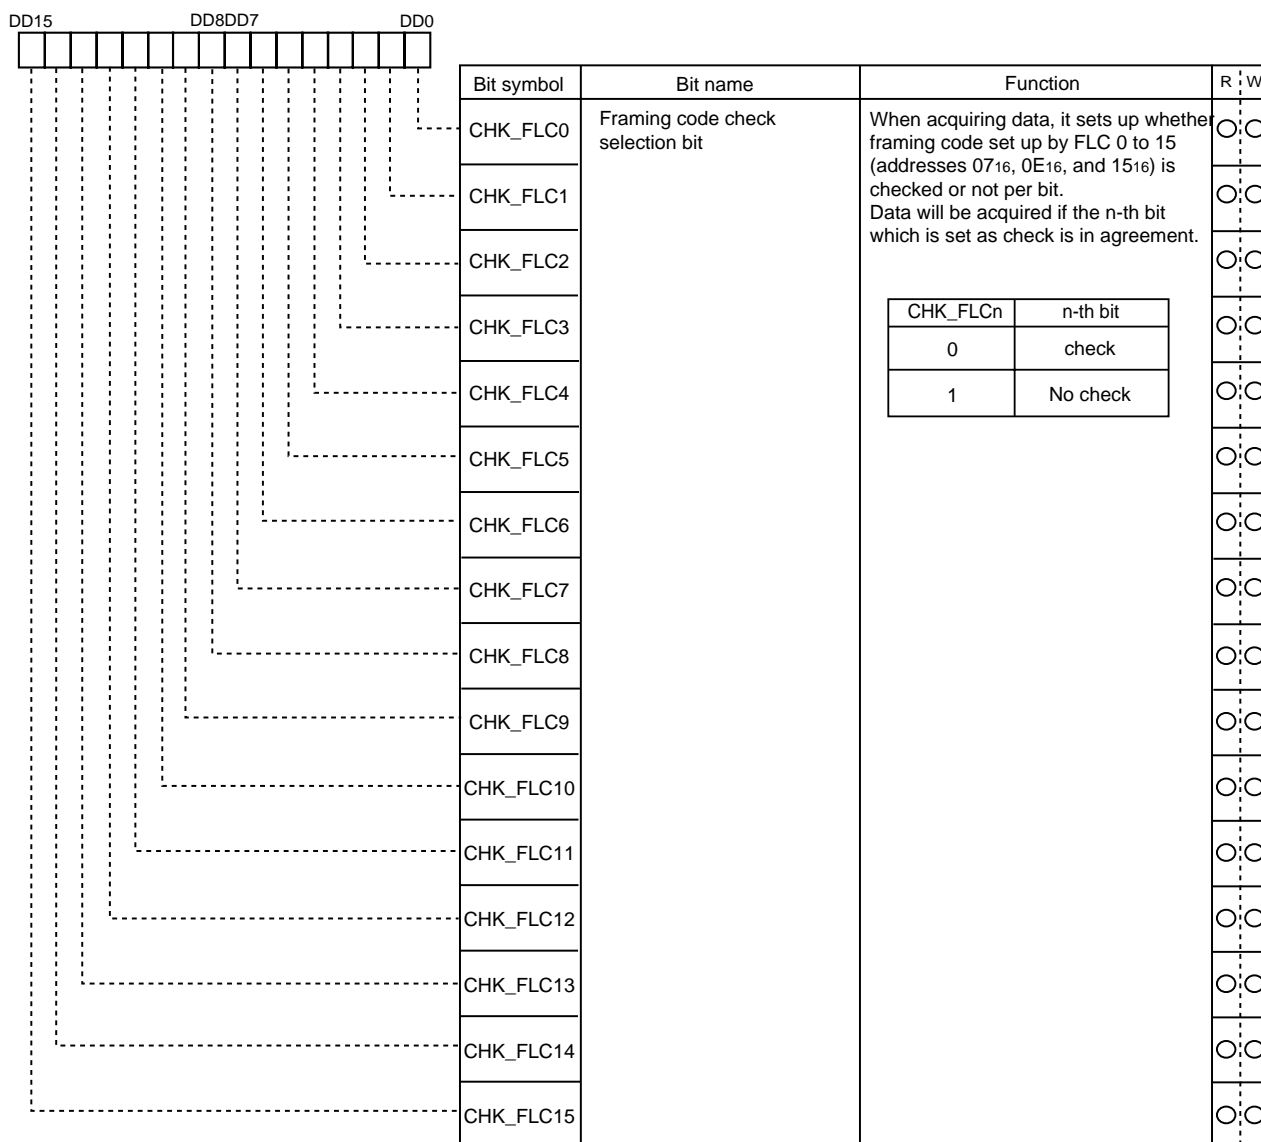 DD15 DD8DD7 DD0
Bit symbol Bit name Function R W
CHK_FLC0 Framing code check
selection bit
When acquiring data, it sets up whether
framing code set up by FLC 0 to 15
(addresses 0716, 0E16, and 1516) is
checked or not per bit.
Data will be acquired if the n-th bit
which is set as check is in agreement.
CHK_FLCn n-th bit
0 check
1 No check
CHK_FLC1
CHK_FLC2
CHK_FLC3
CHK_FLC4
CHK_FLC5
CHK_FLC6
CHK_FLC7
CHK_FLC8
CHK_FLC9
CHK_FLC10
CHK_FLC11
CHK_FLC12
CHK_FLC13
CHK_FLC14
CHK_FLC15